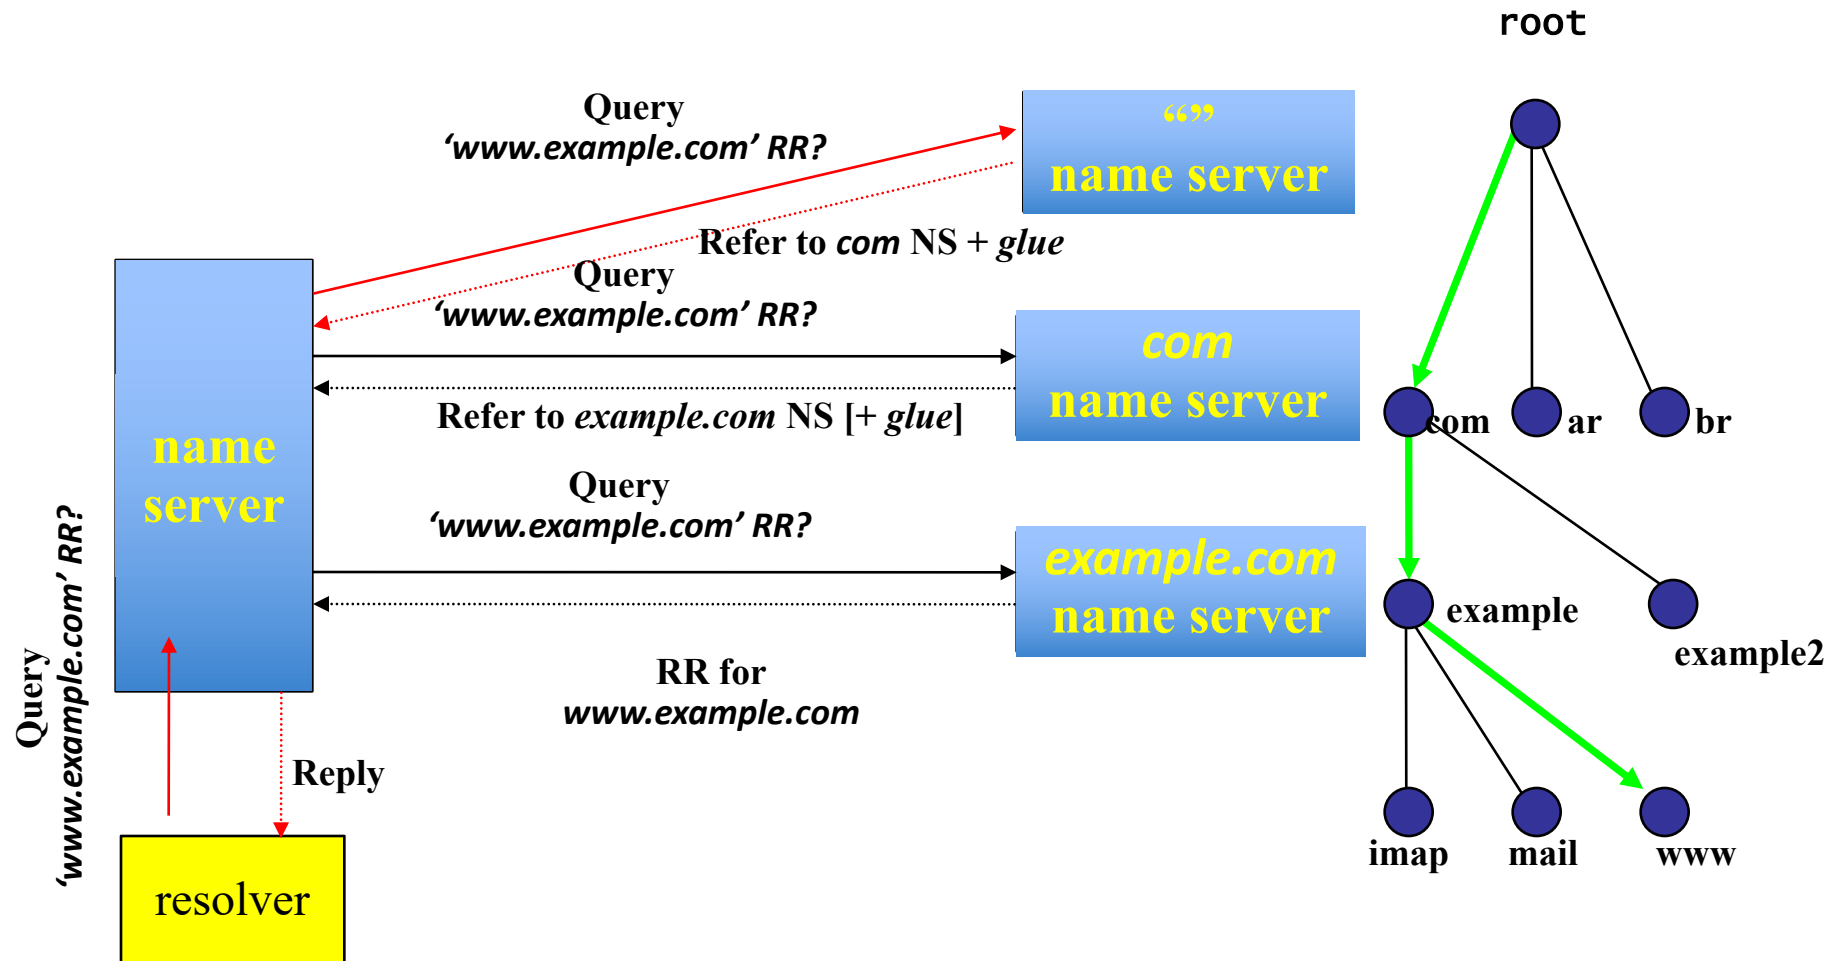 root
Query
‘www.example.com’ RR?
“”
name server
Refer to com NS + glue
Query
‘www.example.com’ RR?
com
name server
Refer to example.com NS [+ glue]
com
ar
br
name
server
Query
‘www.example.com’ RR?
example.com
name server
example
example2
RR for
www.example.com
Query
‘www.example.com’ RR?
Reply
imap
mail
www
resolver